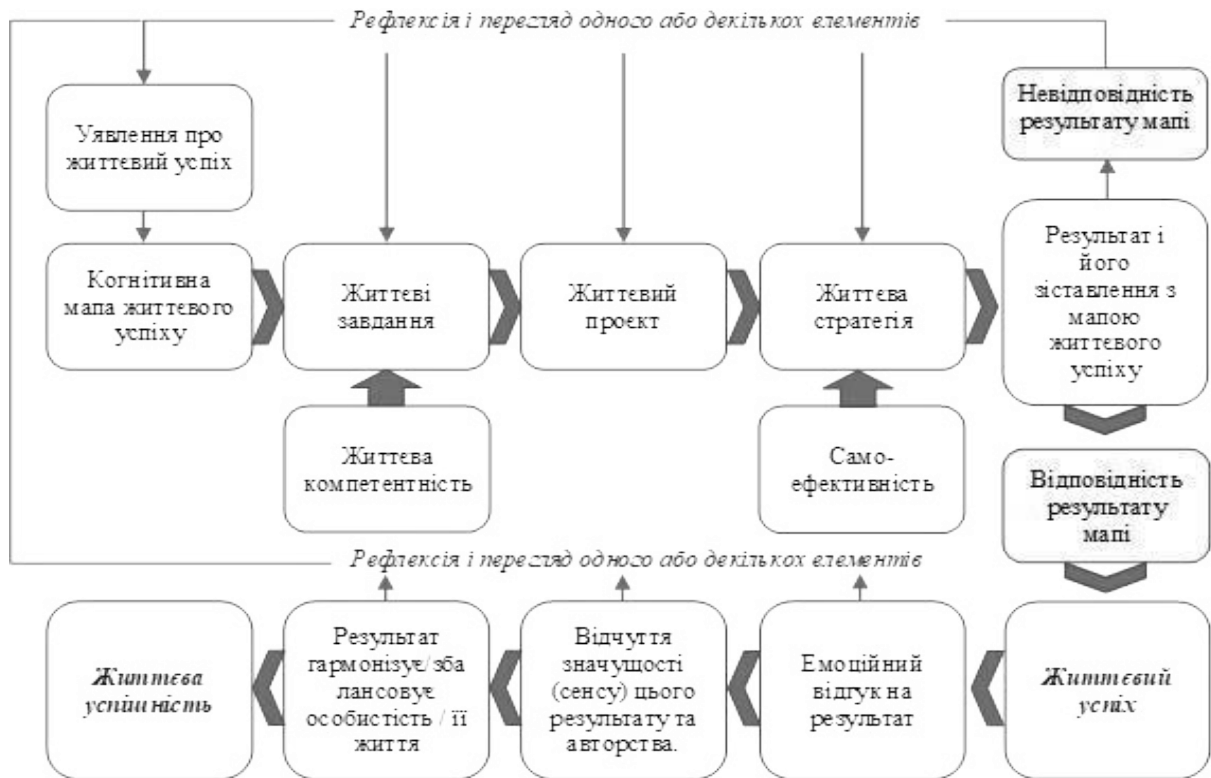 Рефлексія і перегляд одного або декількох елементів
Уявлення про
життєвий успіх
Невідповідність
результату мапі
Когнітивна
мапа життєвого
успіху
Життєві
завдання
Життєвий
проєкт
Життєва
стратегія
Результат і
його
зіставлення з
мапою
життєвого
успіху
Життєва
компетентність
Само-
ефективність
Відповідність
результату
мапі
Рефлексія і перегляд одного або декількох елементів
Життєва
успішність
Результат
гармонізує/зба
лансовує
особистість / її
життя
Відчуття
значущості
(сенсу) цього
результату та
авторства.
Емоційний
відгук на
результат
Життєвий
успіх